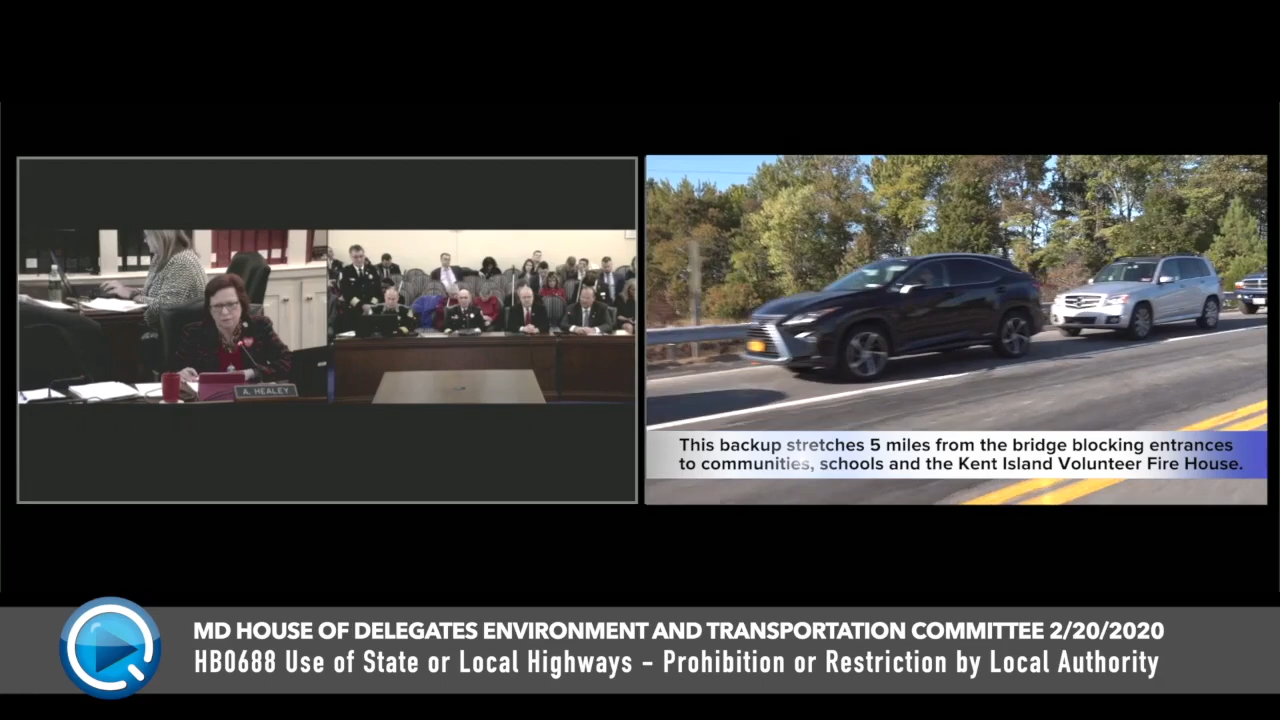 A. HEALEY
This backup stretches 5 miles from the bridge blocking entrances
to communities, schools and the Kent Island Volunteer Fire House.
MD HOUSE OF DELEGATES ENVIRONMENT AND TRANSPORTATION COMMITTEE 2/20/2020
HB0688 Use of State or Local Highways - Prohibition or Restriction by Local Authority